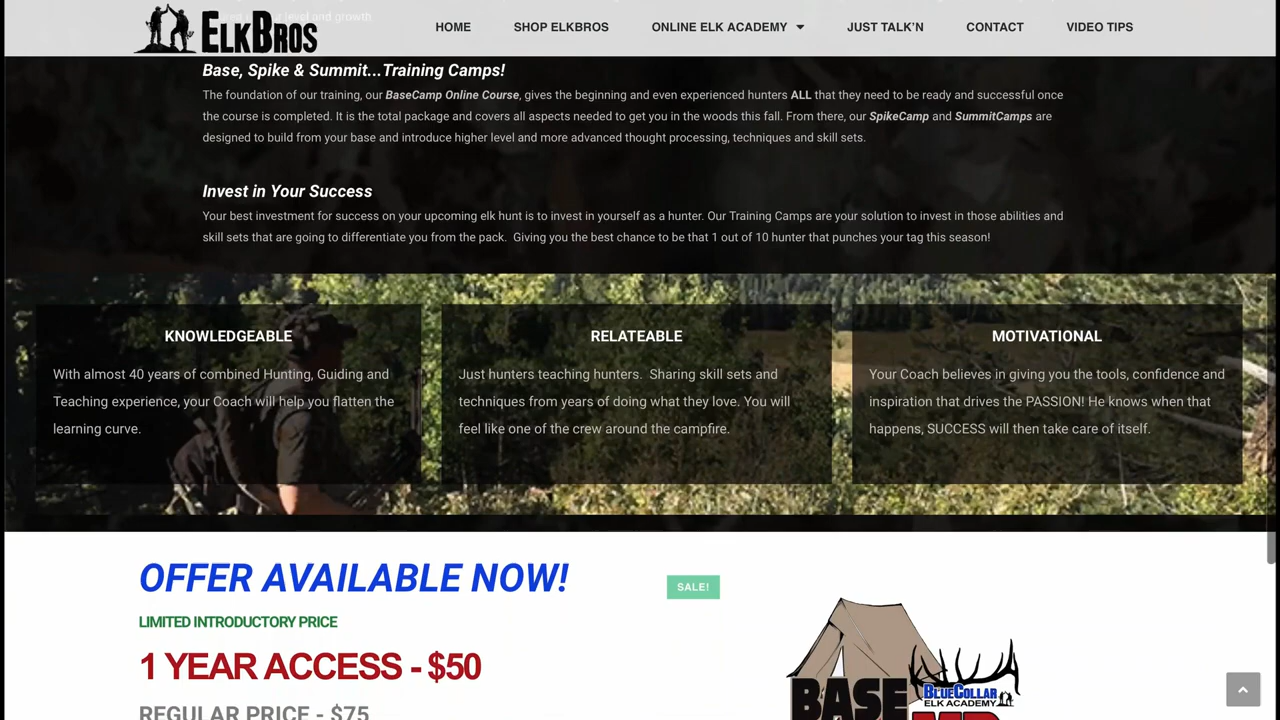 level and growth.
ELKBROS
HOME SHOP ELKBROS ONLINE ELK ACADEMY JUST TALK'N CONTACT VIDEO TIPS
Base, Spike & Summit...Training Camps!
The foundation of our training, our BaseCamp Online Course, gives the beginning and even experienced hunters ALL that they need to be ready and successful once
the course is completed. It is the total package and covers all aspects needed to get you in the woods this fall. From there, our SpikeCamp and SummitCamps are
designed to build from your base and introduce higher level and more advanced thought processing, techniques and skill sets.
Invest in Your Success
Your best investment for success on your upcoming elk hunt is to invest in yourself as a hunter. Our Training Camps are your solution to invest in those abilities and
skill sets that are going to differentiate you from the pack. Giving you the best chance to be that 1 out of 10 hunter that punches your tag this season!
KNOWLEDGEABLE
With almost 40 years of combined Hunting, Guiding and
Teaching experience, your Coach will help you flatten the
learning curve.
RELATEABLE
Just hunters teaching hunters. Sharing skill sets and
techniques from years of doing what they love. You will
feel like one of the crew around the campfire.
MOTIVATIONAL
Your Coach believes in giving you the tools, confidence and
inspiration that drives the PASSION! He knows when that
happens, SUCCESS will then take care of itself.
OFFER AVAILABLE NOW!
LIMITED INTRODUCTORY PRICE
1 YEAR ACCESS - $50
REGULAR PRICE - $75
SALE!
BASE
BLUECOLLAR
ELK ACADEMY